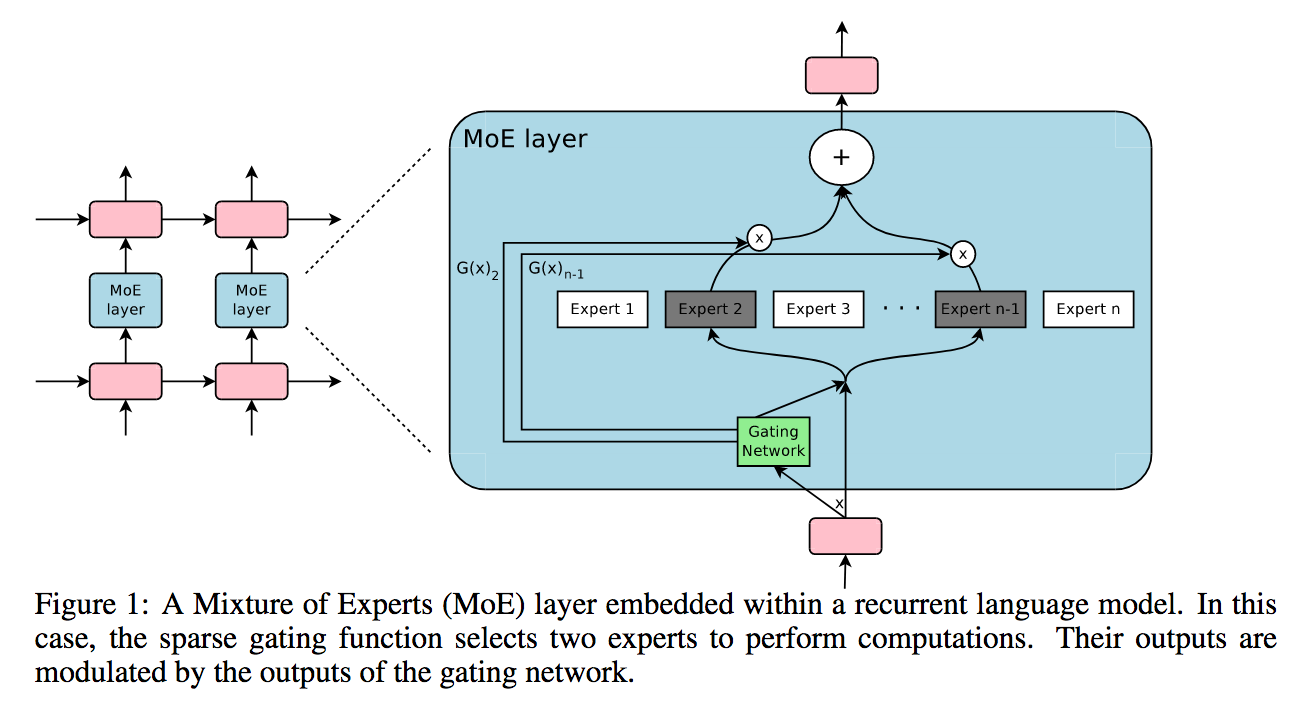 MoE layer
+
x
x
G(x)2
G(x)n-1
MoE
layer
MoE
layer
Expert 1
Expert 2
Expert 3
. . .
Expert n-1
Expert n
Gating
Network
x
Figure 1: A Mixture of Experts (MoE) layer embedded within a recurrent language model. In this
case, the sparse gating function selects two experts to perform computations. Their outputs are
modulated by the outputs of the gating network.